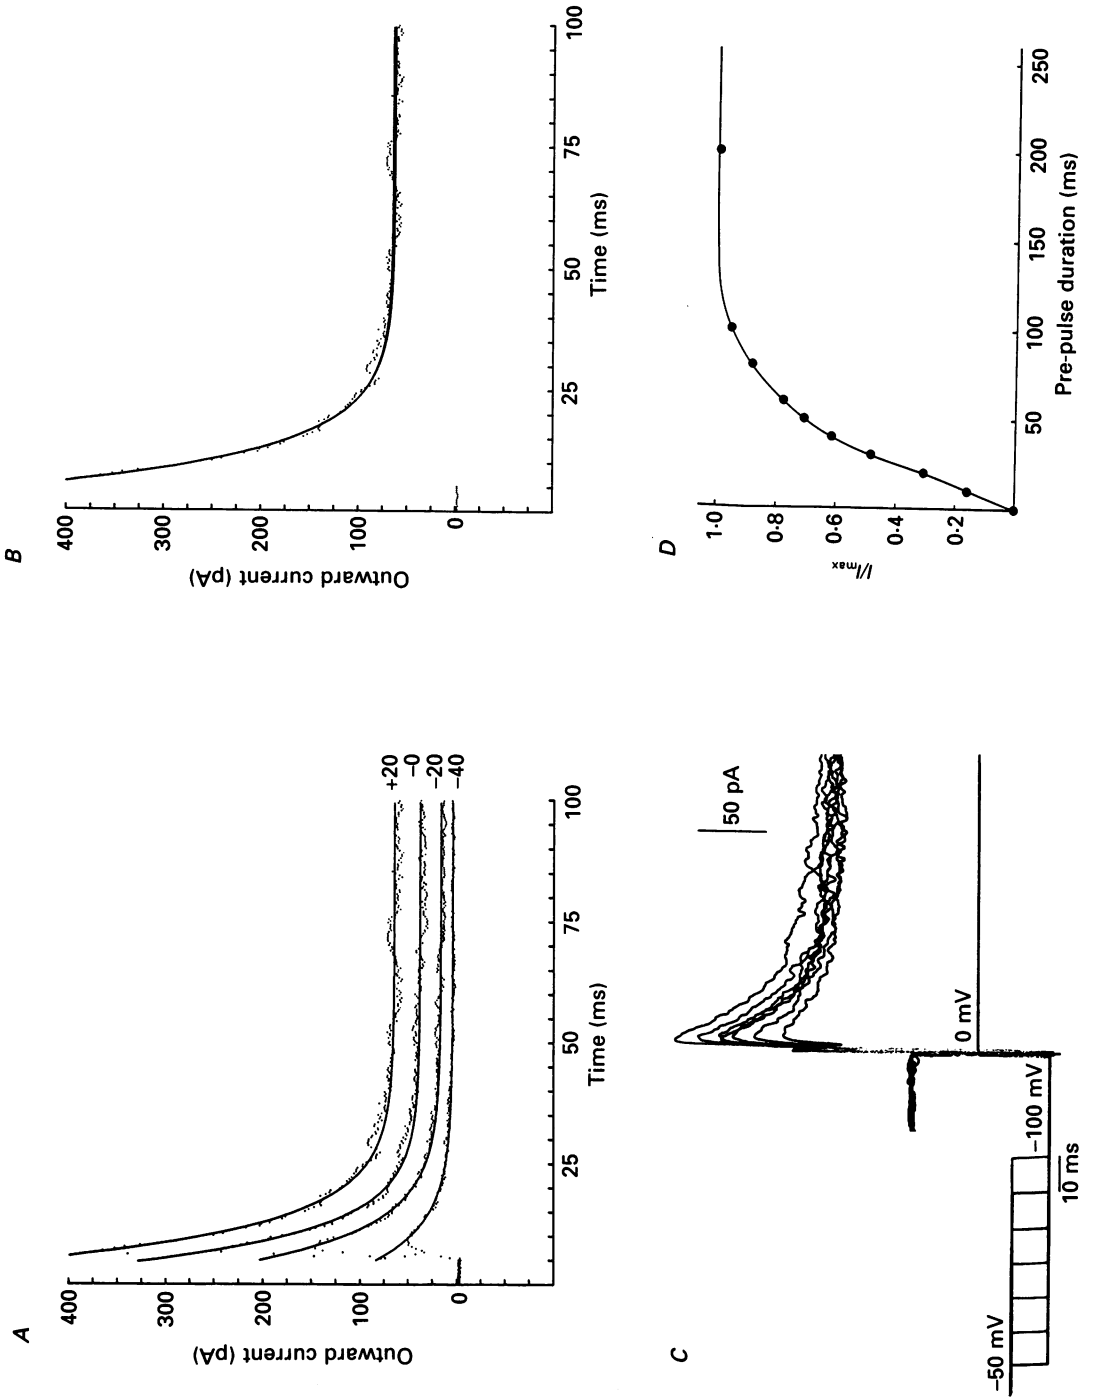 A
Outward current (pA)
400
300
200
100
0
25
50
75
100
Time (ms)
+20
−0
−20
−40
B
Outward current (pA)
400
300
200
100
0
25
50
75
100
Time (ms)
C
50 pA
0 mV
−50 mV
−100 mV
10 ms
D
I/Imax
1·0
0·8
0·6
0·4
0·2
50
100
150
200
250
Pre-pulse duration (ms)